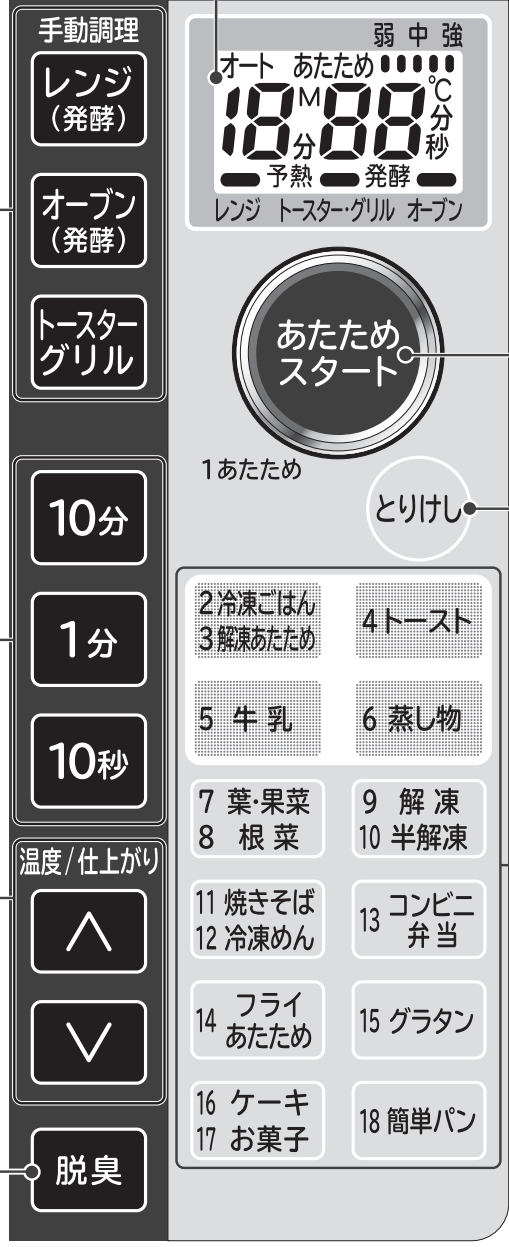 手動調理
レンジ
(発酵)
オーブン
(発酵)
トースター
グリル
10分
1分
10秒
温度/仕上がり
脱臭
弱 中 強
オート あたため
18 M 88 ℃
分 分
秒
予熱 発酵
レンジ トースター・グリル オーブン
あたため
スタート
1あたため
とりけし
2冷凍ごはん
3解凍あたため
4トースト
5 牛乳
6 蒸し物
7 葉・果菜
8 根菜
9 解凍
10 半解凍
11 焼きそば
12 冷凍めん
13 コンビニ
弁当
14 フライ
あたため
15 グラタン
16 ケーキ
17 お菓子
18 簡単パン